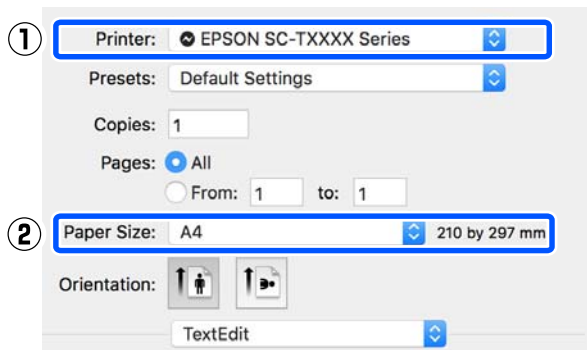 ① Printer: EPSON SC-TXXXX Series
Presets: Default Settings
Copies: 1
Pages: All
From: 1 to: 1
② Paper Size: A4 210 by 297 mm
Orientation:
TextEdit